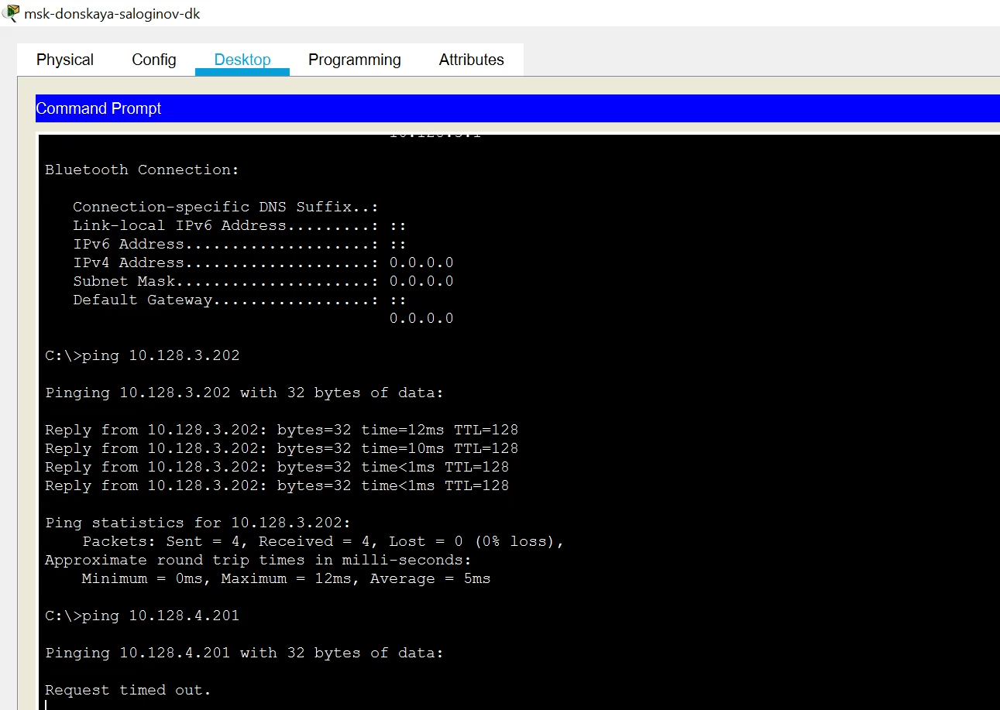 msk-donskaya-saloginov-dk
Physical Config Desktop Programming Attributes
Command Prompt
Bluetooth Connection:
Connection-specific DNS Suffix..:
Link-local IPv6 Address.........: ::
IPv6 Address....................: ::
IPv4 Address....................: 0.0.0.0
Subnet Mask.....................: 0.0.0.0
Default Gateway.................: ::
0.0.0.0
C:\>ping 10.128.3.202
Pinging 10.128.3.202 with 32 bytes of data:
Reply from 10.128.3.202: bytes=32 time=12ms TTL=128
Reply from 10.128.3.202: bytes=32 time=10ms TTL=128
Reply from 10.128.3.202: bytes=32 time<1ms TTL=128
Reply from 10.128.3.202: bytes=32 time<1ms TTL=128
Ping statistics for 10.128.3.202:
Packets: Sent = 4, Received = 4, Lost = 0 (0% loss),
Approximate round trip times in milli-seconds:
Minimum = 0ms, Maximum = 12ms, Average = 5ms
C:\>ping 10.128.4.201
Pinging 10.128.4.201 with 32 bytes of data:
Request timed out.